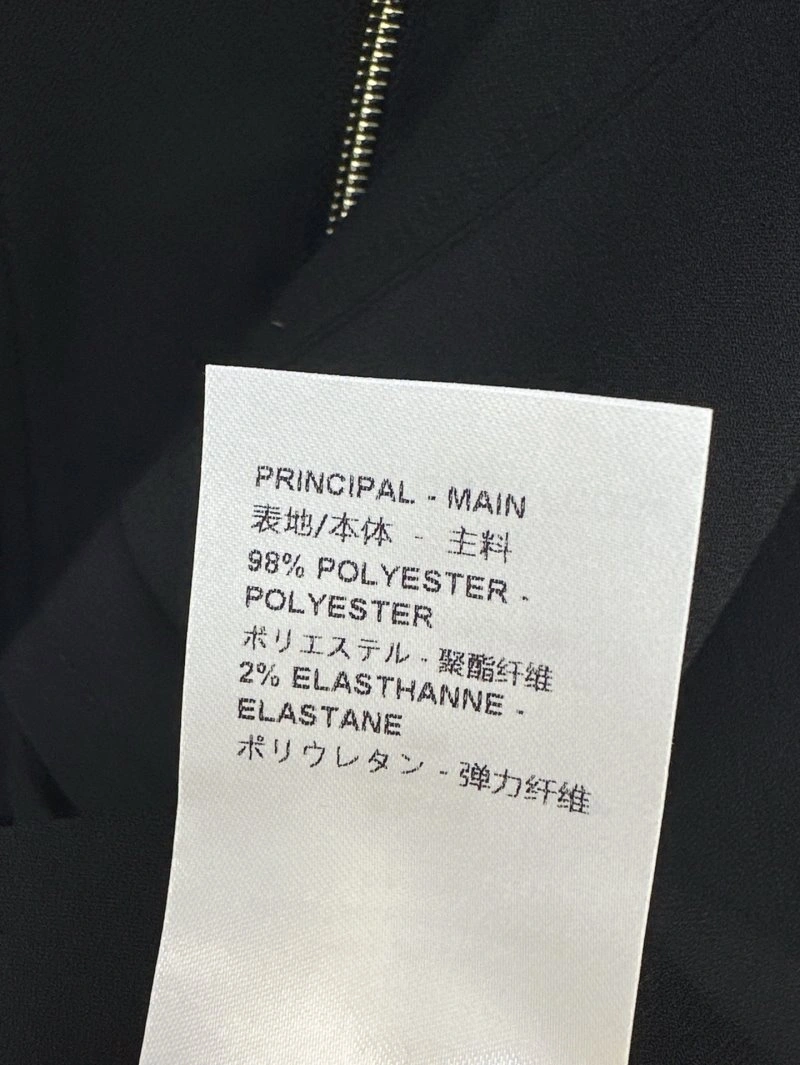 PRINCIPAL - MAIN
表地/本体 - 主料
98% POLYESTER -
POLYESTER
ポリエステル - 聚酯纤维
2% ELASTHANNE -
ELASTANE
ポリウレタン - 弹力纤维